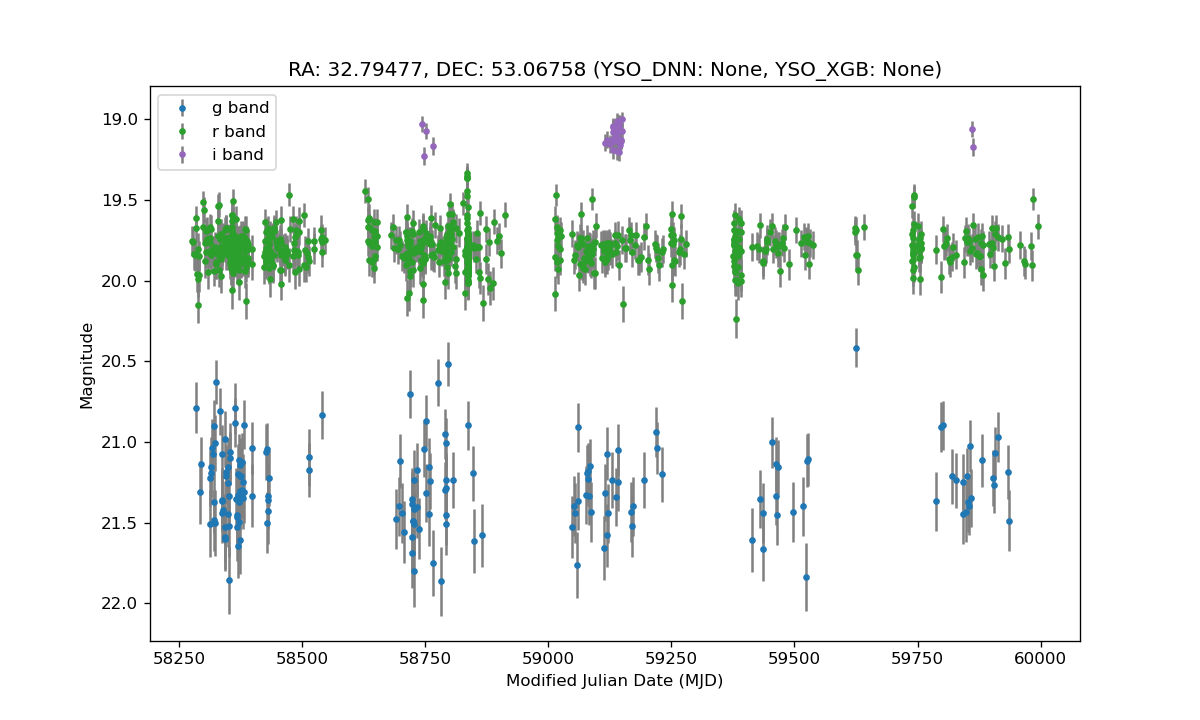 RA: 32.79477, DEC: 53.06758 (YSO_DNN: None, YSO_XGB: None)
g band
r band
i band
Magnitude
19.0
19.5
20.0
20.5
21.0
21.5
22.0
58250 58500 58750 59000 59250 59500 59750 60000
Modified Julian Date (MJD)